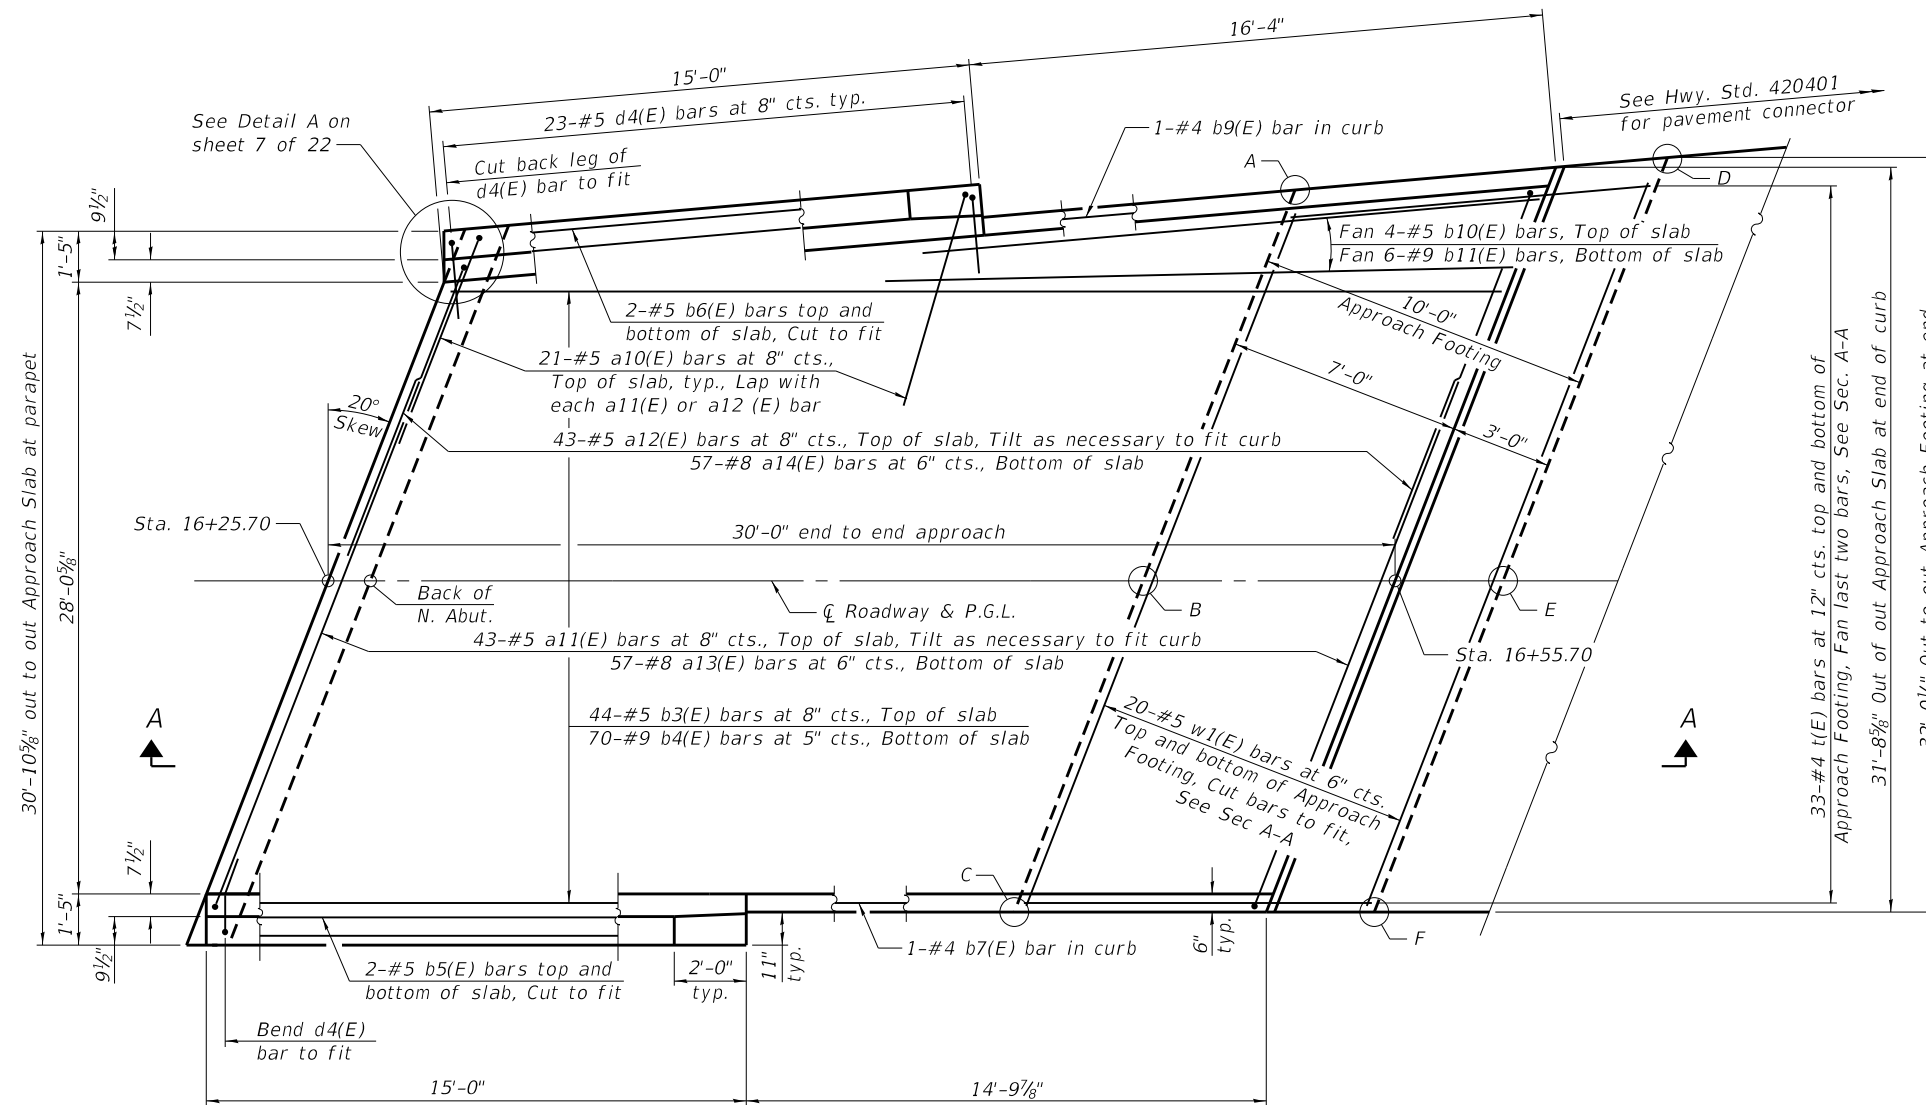 16'-4"
15'-0"
23-#5 d4(E) bars at 8" cts. typ.
See Hwy. Std. 420401
for pavement connector
See Detail A on
sheet 7 of 22
Cut back leg of
d4(E) bar to fit
1-#4 b9(E) bar in curb
A
D
9½"
1'-5"
7½"
Fan 4-#5 b10(E) bars, Top of slab
Fan 6-#9 b11(E) bars, Bottom of slab
2-#5 b6(E) bars top and
bottom of slab, Cut to fit
10'-0"
Approach Footing
21-#5 a10(E) bars at 8" cts.,
Top of slab, typ., Lap with
each a11(E) or a12 (E) bar
7'-0"
3'-0"
20°
Skew
43-#5 a12(E) bars at 8" cts., Top of slab, Tilt as necessary to fit curb
57-#8 a14(E) bars at 6" cts., Bottom of slab
30'-10⅝" out to out Approach Slab at parapet
28'-0⅝"
Sta. 16+25.70
30'-0" end to end approach
Back of
N. Abut.
℄ Roadway & P.G.L.
B
E
43-#5 a11(E) bars at 8" cts., Top of slab, Tilt as necessary to fit curb
57-#8 a13(E) bars at 6" cts., Bottom of slab
Sta. 16+55.70
33-#4 t(E) bars at 12" cts. top and bottom of
Approach Footing, Fan last two bars, See Sec. A-A
31'-8⅝" Out of out Approach Slab at end of curb
A
A
44-#5 b3(E) bars at 8" cts., Top of slab
70-#9 b4(E) bars at 5" cts., Bottom of slab
20-#5 w1(E) bars at 6" cts.
Top and bottom of Approach
Footing, Cut bars to fit,
See Sec A-A
7½"
1'-5"
9½"
C
F
1-#4 b7(E) bar in curb
6"
typ.
11"
typ.
2'-0"
typ.
2-#5 b5(E) bars top and
bottom of slab, Cut to fit
Bend d4(E)
bar to fit
15'-0"
14'-9⅞"